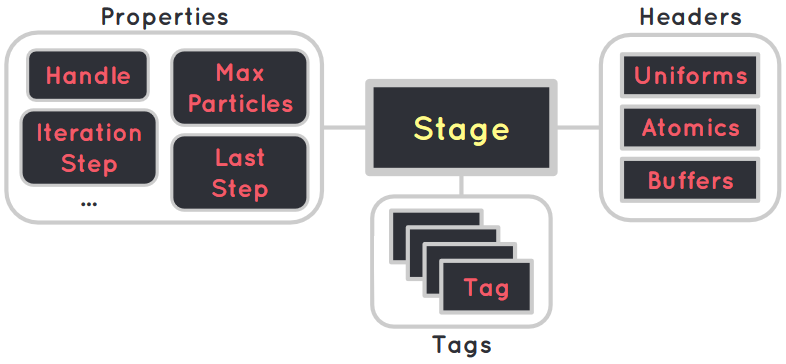 Properties
Handle
Max
Particles
Iteration
Step
Last
Step
...
Stage
Headers
Uniforms
Atomics
Buffers
Tag
Tags